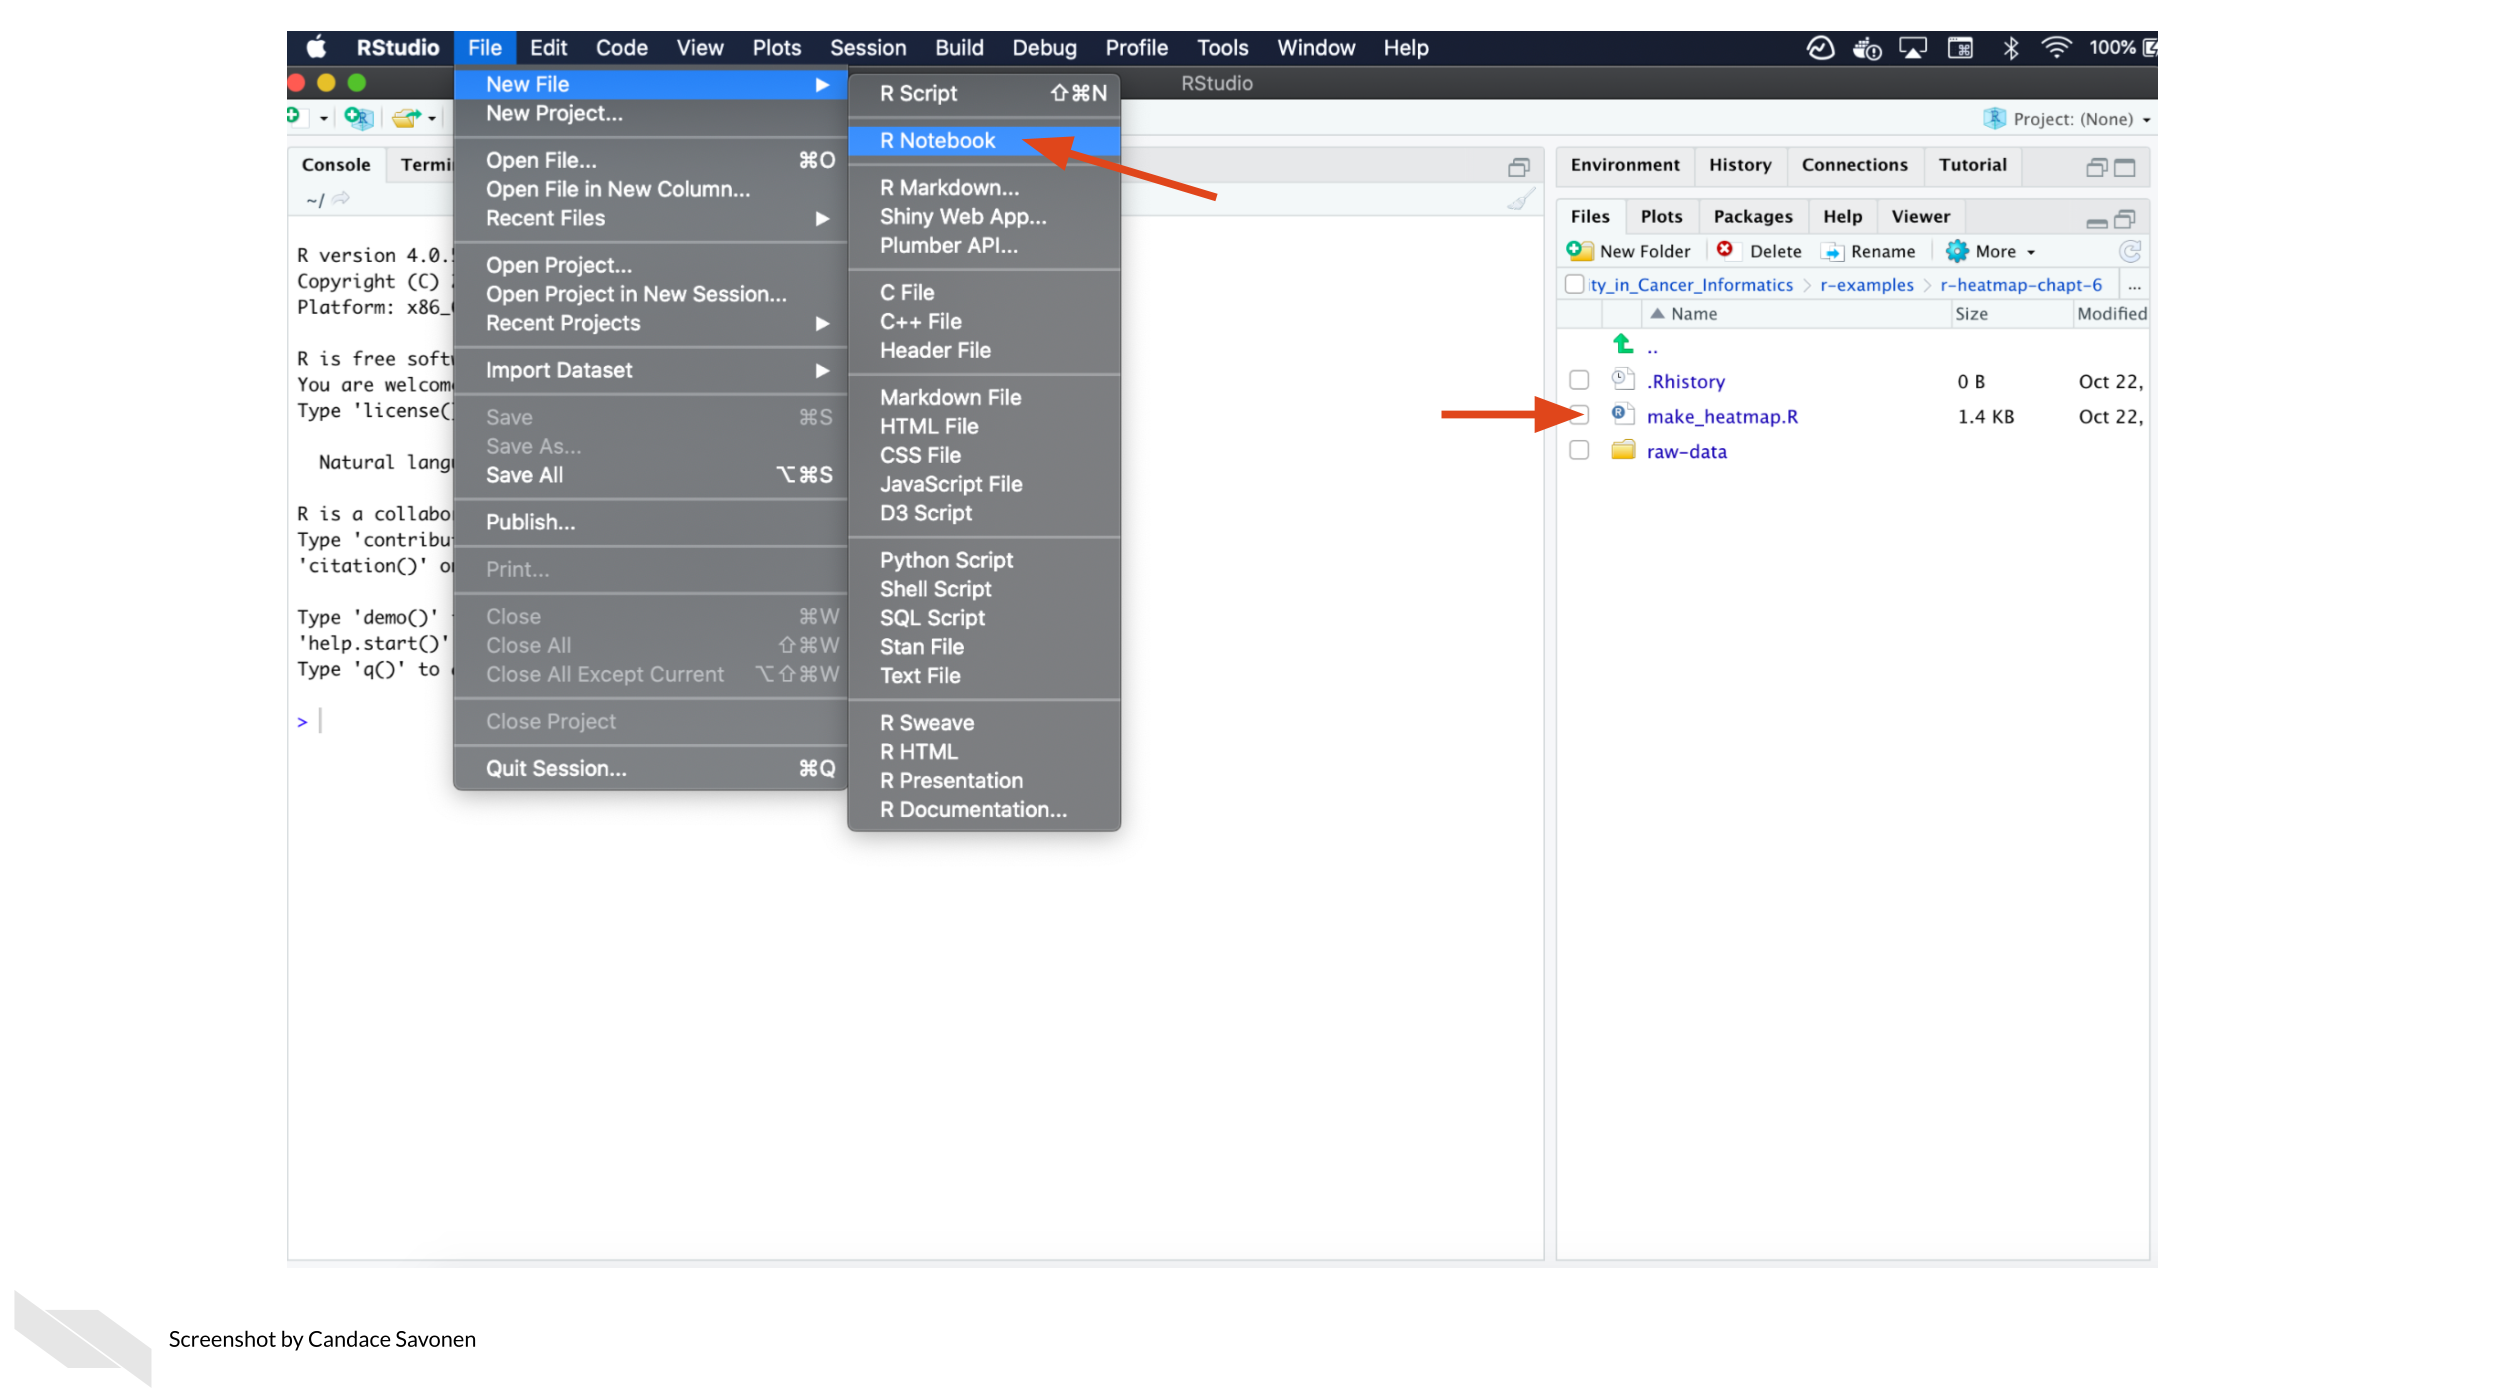 RStudio File Edit Code View Plots Session Build Debug Profile Tools Window Help 100%
RStudio
Project: (None)
New File
New Project...
Open File... ⌘O
Open File in New Column...
Recent Files
Open Project...
Open Project in New Session...
Recent Projects
Import Dataset
Save ⌘S
Save As...
Save All ⌥⌘S
Publish...
Print...
Close ⌘W
Close All ⇧⌘W
Close All Except Current ⌥⇧⌘W
Close Project
Quit Session... ⌘Q
R Script ⇧⌘N
R Notebook
R Markdown...
Shiny Web App...
Plumber API...
C File
C++ File
Header File
Markdown File
HTML File
CSS File
JavaScript File
D3 Script
Python Script
Shell Script
SQL Script
Stan File
Text File
R Sweave
R HTML
R Presentation
R Documentation...
Console Termi
~/
R version 4.0.
Copyright (C)
Platform: x86_
R is free soft
You are welcom
Type 'license(
Natural lang
R is a collabo
Type 'contribu
'citation()' o
Type 'demo()'
'help.start()'
Type 'q()' to
>
Environment History Connections Tutorial
Files Plots Packages Help Viewer
New Folder Delete Rename More
ty_in_Cancer_Informatics > r-examples > r-heatmap-chapt-6 ...
Name Size Modified
..
.Rhistory 0 B Oct 22,
make_heatmap.R 1.4 KB Oct 22,
raw-data
Screenshot by Candace Savonen